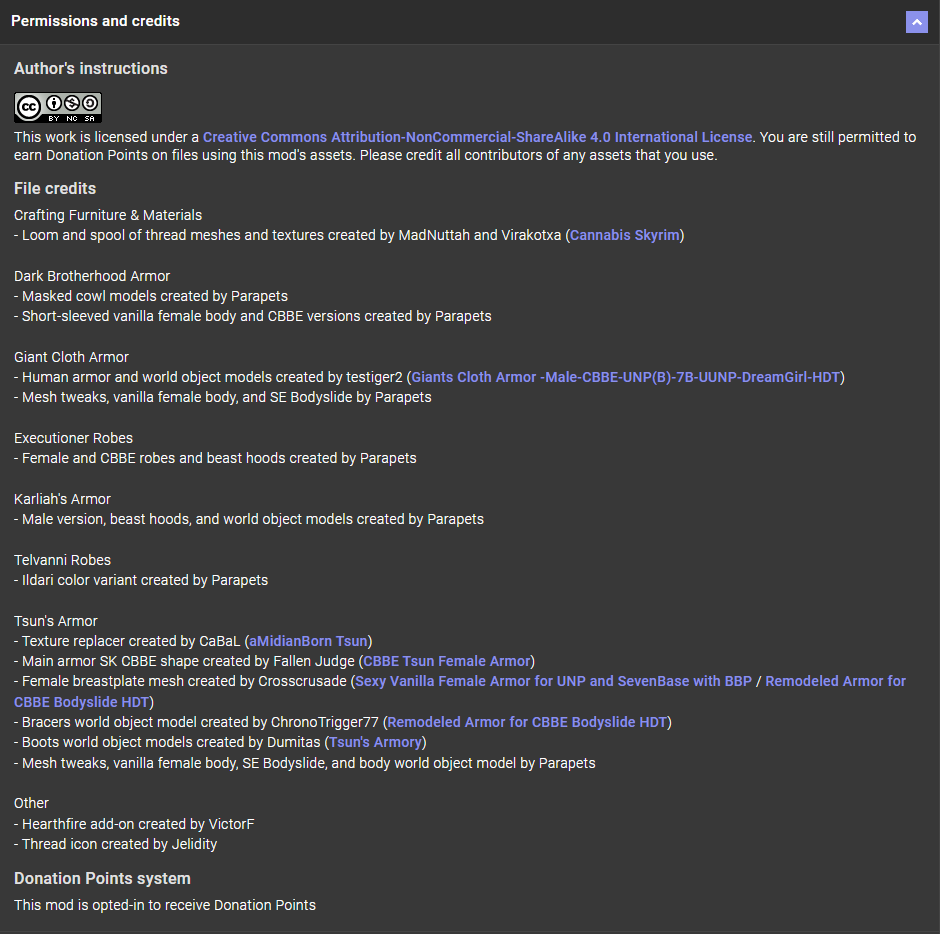 Permissions and credits
Author's instructions
cc BY NC SA
This work is licensed under a Creative Commons Attribution-NonCommercial-ShareAlike 4.0 International License. You are still permitted to
earn Donation Points on files using this mod's assets. Please credit all contributors of any assets that you use.
File credits
Crafting Furniture & Materials
- Loom and spool of thread meshes and textures created by MadNuttah and Virakotxa (Cannabis Skyrim)
Dark Brotherhood Armor
- Masked cowl models created by Parapets
- Short-sleeved vanilla female body and CBBE versions created by Parapets
Giant Cloth Armor
- Human armor and world object models created by testiger2 (Giants Cloth Armor -Male-CBBE-UNP(B)-7B-UUNP-DreamGirl-HDT)
- Mesh tweaks, vanilla female body, and SE Bodyslide by Parapets
Executioner Robes
- Female and CBBE robes and beast hoods created by Parapets
Karliah's Armor
- Male version, beast hoods, and world object models created by Parapets
Telvanni Robes
- Ildari color variant created by Parapets
Tsun's Armor
- Texture replacer created by CaBaL (aMidianBorn Tsun)
- Main armor SK CBBE shape created by Fallen Judge (CBBE Tsun Female Armor)
- Female breastplate mesh created by Crosscrusade (Sexy Vanilla Female Armor for UNP and SevenBase with BBP / Remodeled Armor for
CBBE Bodyslide HDT)
- Bracers world object model created by ChronoTrigger77 (Remodeled Armor for CBBE Bodyslide HDT)
- Boots world object models created by Dumitas (Tsun's Armory)
- Mesh tweaks, vanilla female body, SE Bodyslide, and body world object model by Parapets
Other
- Hearthfire add-on created by VictorF
- Thread icon created by Jelidity
Donation Points system
This mod is opted-in to receive Donation Points